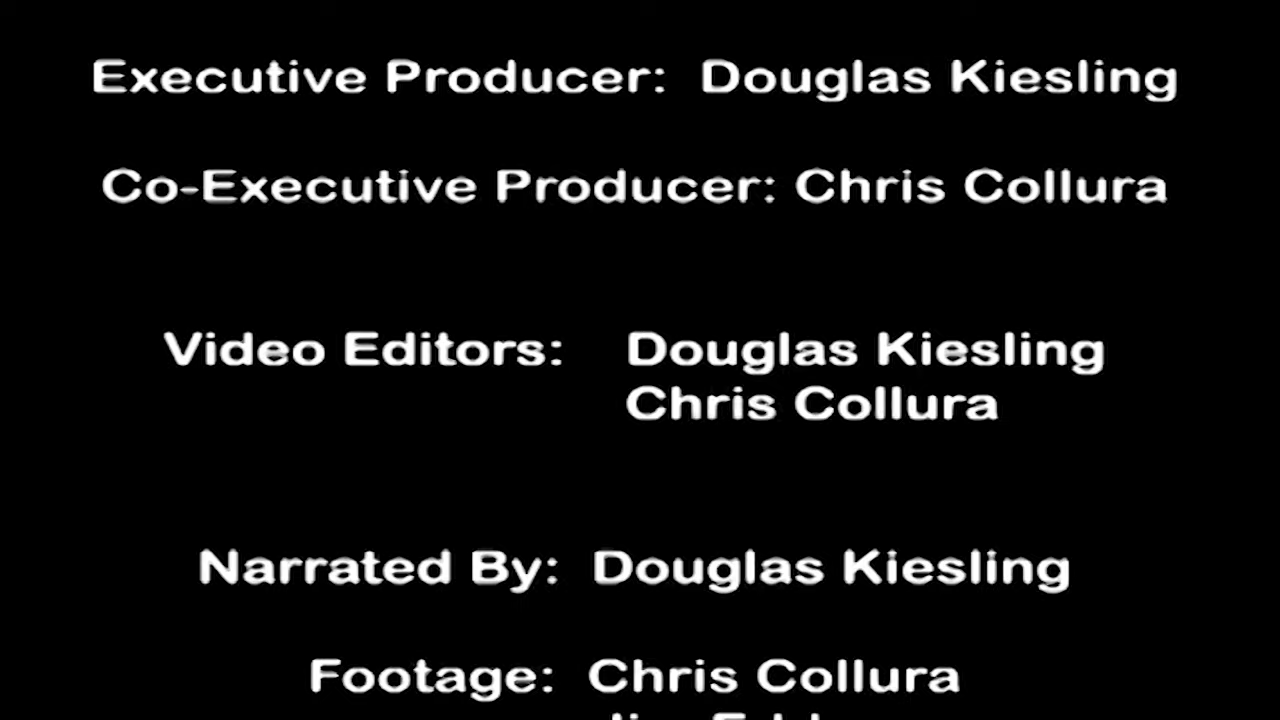 Executive Producer: Douglas Kiesling
Co-Executive Producer: Chris Collura
Video Editors: Douglas Kiesling
Chris Collura
Narrated By: Douglas Kiesling
Footage: Chris Collura